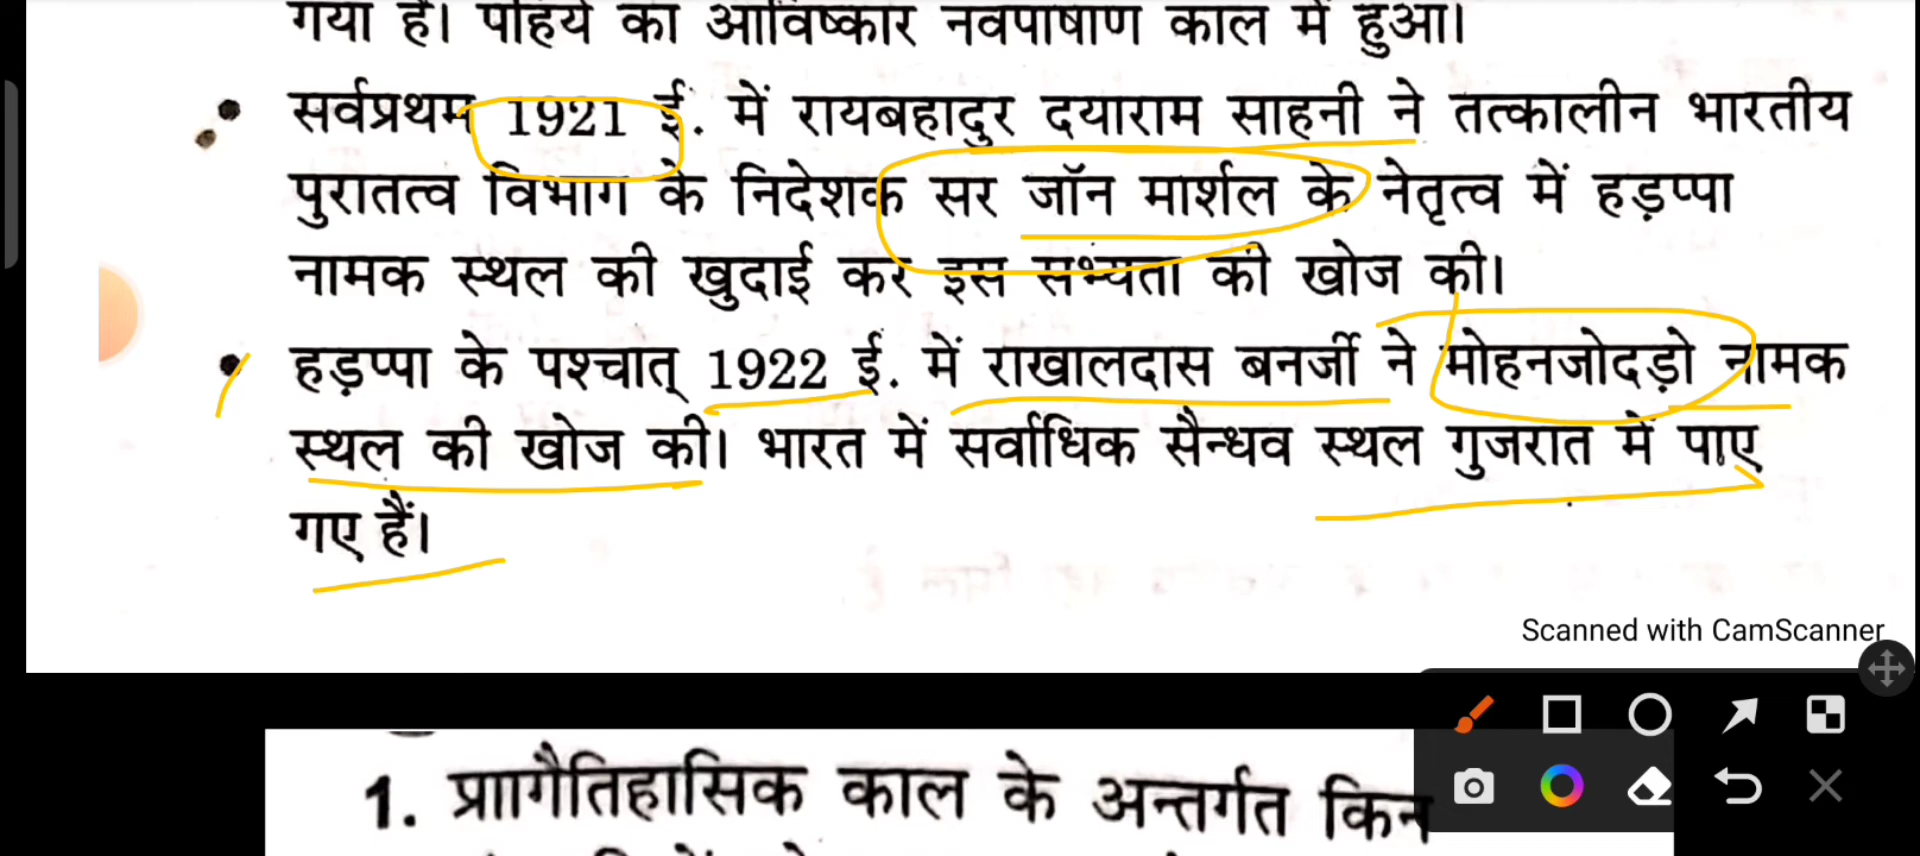 गया है। पहिये का आविष्कार नवपाषाण काल में हुआ।
• सर्वप्रथम 1921 ई. में रायबहादुर दयाराम साहनी ने तत्कालीन भारतीय
पुरातत्व विभाग के निदेशक सर जॉन मार्शल के नेतृत्व में हड़प्पा
नामक स्थल की खुदाई कर इस सभ्यता की खोज की।
• हड़प्पा के पश्चात् 1922 ई. में राखालदास बनर्जी ने मोहनजोदड़ो नामक
स्थल की खोज की। भारत में सर्वाधिक सैन्धव स्थल गुजरात में पाए
गए हैं।
Scanned with CamScanner
1. प्रागैतिहासिक काल के अन्तर्गत किन